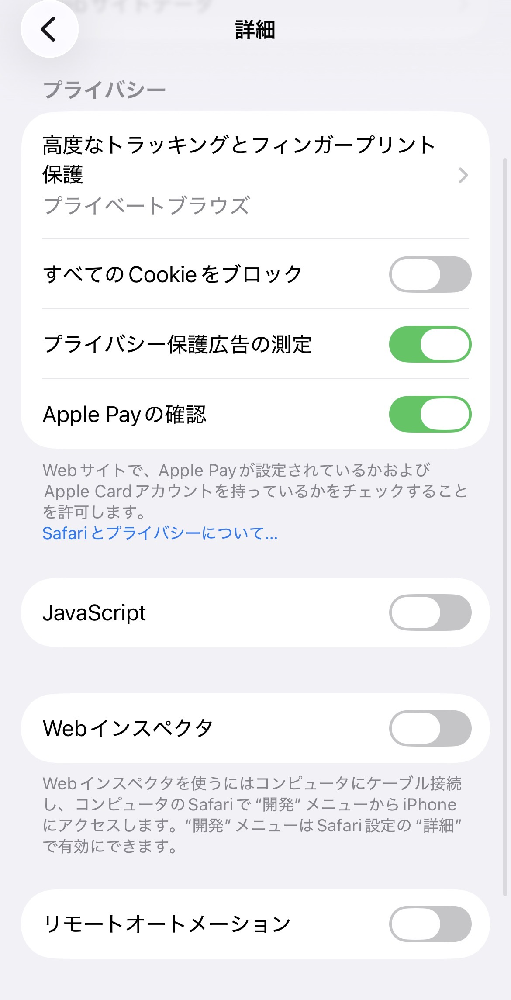 詳細
プライバシー
高度なトラッキングとフィンガープリント
保護
プライベートブラウズ
すべてのCookieをブロック
プライバシー保護広告の測定
Apple Payの確認
Webサイトで、Apple Payが設定されているかおよび
Apple Cardアカウントを持っているかをチェックすること
を許可します。
Safariとプライバシーについて...
JavaScript
Webインスペクタ
Webインスペクタを使うにはコンピュータにケーブル接続
し、コンピュータのSafariで“開発”メニューからiPhone
にアクセスします。“開発”メニューはSafari設定の“詳細”
で有効にできます。
リモートオートメーション